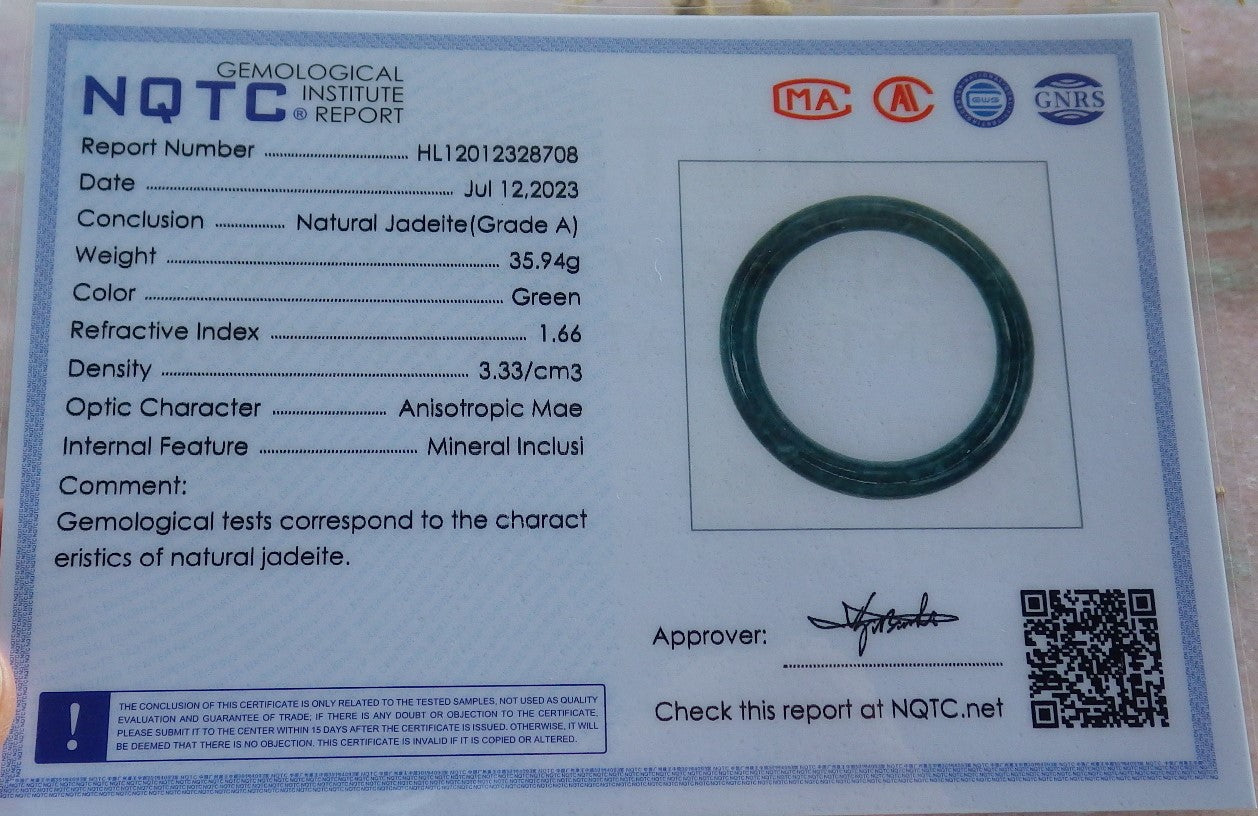 NQTC® GEMOLOGICAL
INSTITUTE
REPORT
Report Number HL12012328708
Date Jul 12,2023
Conclusion Natural Jadeite(Grade A)
Weight 35.94g
Color Green
Refractive Index 1.66
Density 3.33/cm3
Optic Character Anisotropic Mae
Internal Feature Mineral Inclusi
Comment:
Gemological tests correspond to the charact
eristics of natural jadeite.
! THE CONCLUSION OF THIS CERTIFICATE IS ONLY RELATED TO THE TESTED SAMPLES, NOT USED AS QUALITY
EVALUATION AND GUARANTEE OF TRADE; IF THERE IS ANY DOUBT OR OBJECTION TO THE CERTIFICATE,
PLEASE SUBMIT IT TO THE CENTER WITHIN 15 DAYS AFTER THE CERTIFICATE IS ISSUED. OTHERWISE, IT WILL
BE DEEMED THAT THERE IS NO OBJECTION. THIS CERTIFICATE IS INVALID IF IT IS COPIED OR ALTERED.
MA
GWS
GNRS
Approver:
Check this report at NQTC.net